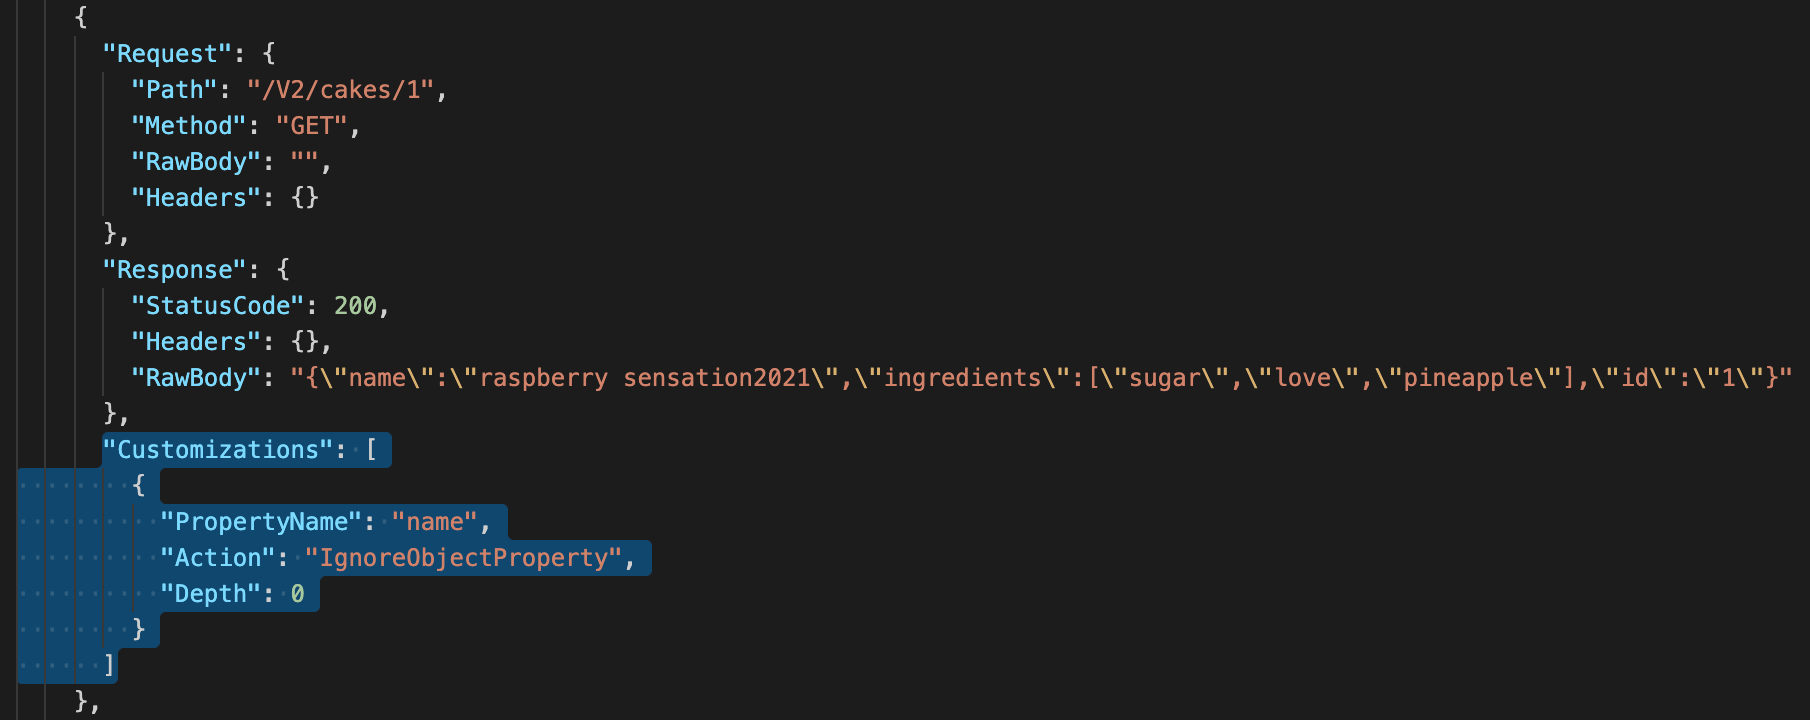 {
"Request": {
"Path": "/V2/cakes/1",
"Method": "GET",
"RawBody": "",
"Headers": {}
},
"Response": {
"StatusCode": 200,
"Headers": {},
"RawBody": "{\"name\":\"raspberry sensation2021\",\"ingredients\":[\"sugar\",\"love\",\"pineapple\"],\"id\":\"1\"}"
},
"Customizations": [
{
"PropertyName": "name",
"Action": "IgnoreObjectProperty",
"Depth": 0
}
]
},